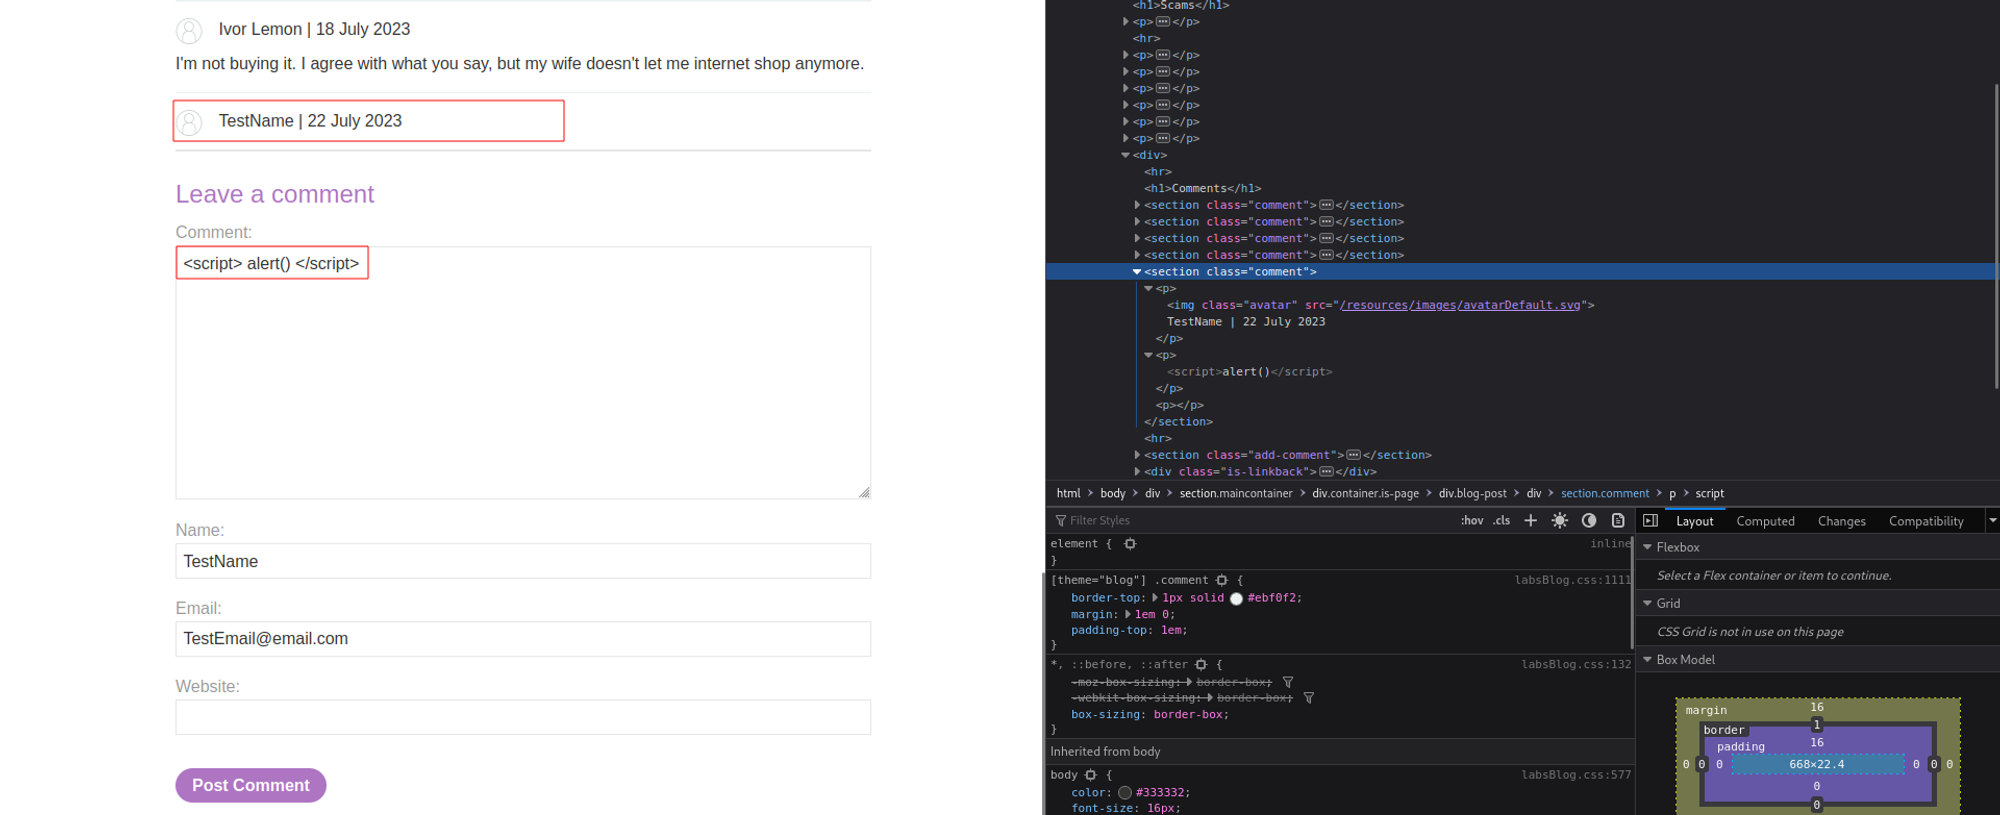 Ivor Lemon | 18 July 2023
I'm not buying it. I agree with what you say, but my wife doesn't let me internet shop anymore.
TestName | 22 July 2023
Leave a comment
Comment:
<script> alert() </script>
Name:
TestName
Email:
TestEmail@email.com
Website:
Post Comment
<h1>Scams</h1>
<p>···</p>
<hr>
<p>···</p>
<p>···</p>
<p>···</p>
<p>···</p>
<p>···</p>
<p>···</p>
<div>
<hr>
<h1>Comments</h1>
<section class="comment">···</section>
<section class="comment">···</section>
<section class="comment">···</section>
<section class="comment">···</section>
<section class="comment">
<p>
<img class="avatar" src="/resources/images/avatarDefault.svg">
TestName | 22 July 2023
</p>
<p>
<script>alert()</script>
</p>
<p></p>
</section>
<hr>
<section class="add-comment">···</section>
<div class="is-linkback">···</div>
html > body > div > section.maincontainer > div.container.is-page > div.blog-post > div > section.comment > p > script
Filter Styles :hov .cls +
element { inline
}
[theme="blog"] .comment { labsBlog.css:1111
border-top: 1px solid #ebf0f2;
margin: 1em 0;
padding-top: 1em;
}
*, ::before, ::after { labsBlog.css:132
-moz-box-sizing: border-box;
-webkit-box-sizing: border-box;
box-sizing: border-box;
}
Inherited from body
body { labsBlog.css:577
color: #333332;
font-size: 16px;
Layout Computed Changes Compatibility
Flexbox
Select a Flex container or item to continue.
Grid
CSS Grid is not in use on this page
Box Model
margin 16
border 1
padding 16
0 0 0 668×22.4 0 0 0
0
0